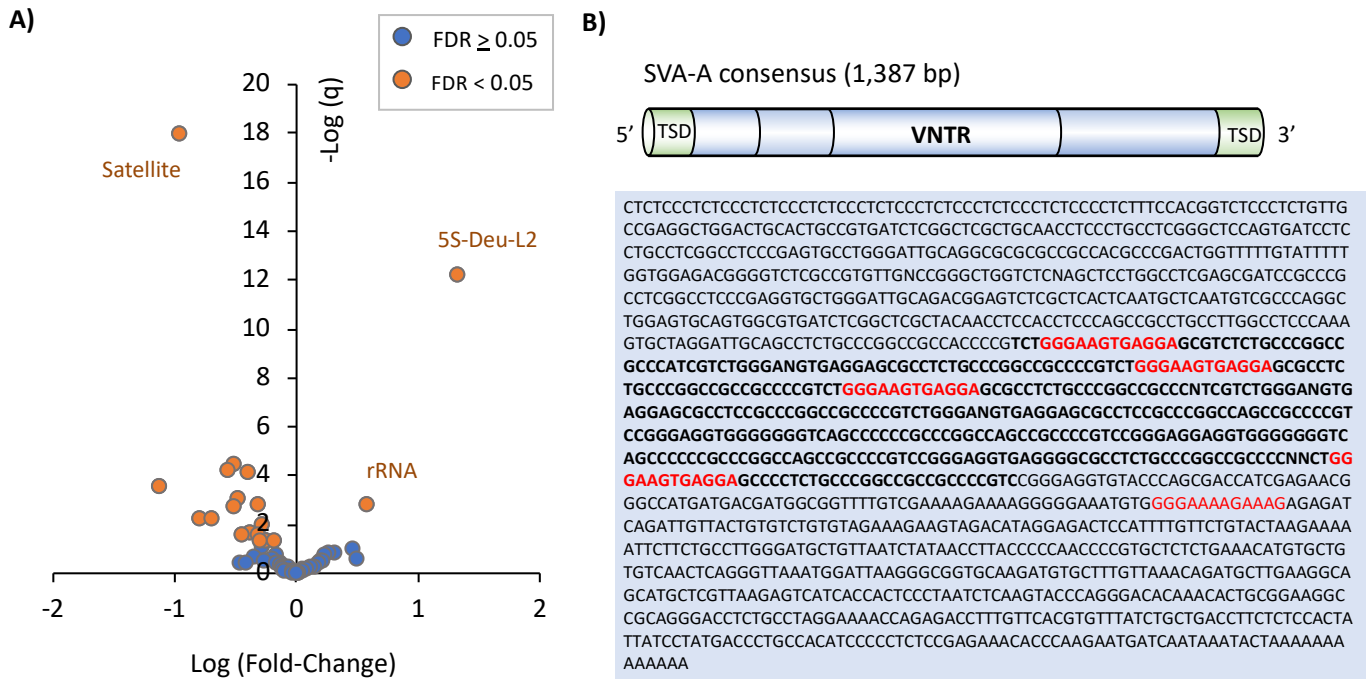 A)
B)
FDR ≥ 0.05
FDR < 0.05
-Log (q)
20
18
16
14
12
10
8
6
4
2
0
Satellite
5S-Deu-L2
rRNA
-2
-1
0
1
2
Log (Fold-Change)
SVA-A consensus (1,387 bp)
5’ TSD VNTR TSD 3’
CTCTCCCTCTCCCTCTCCCTCTCCCTCTCCCTCTCCCTCTCCCTCTCCCCTCTTTCCACGGTCTCCCTCTGTTG
CCGAGGCTGGACTGCACTGCCGTGATCTCGGCTCGCTGCAACCTCCCTGCCTCGGGCTCCAGTGATCCTC
CTGCCTCGGCCTCCCGAGTGCCTGGGATTGCAGGCGCGCGCCGCCACGCCCGACTGGTTTTTGTATTTTT
GGTGGAGACGGGGTCTCGCCGTGTTGNCCGGGCTGGTCTCNAGCTCCTGGCCTCGAGCGATCCGCCCG
CCTCGGCCTCCCGAGGTGCTGGGATTGCAGACGGAGTCTCGCTCACTCAATGCTCAATGTCGCCCAGGC
TGGAGTGCAGTGGCGTGATCTCGGCTCGCTACAACCTCCACCTCCCAGCCGCCTGCCTTGGCCTCCCAAA
GTGCTAGGATTGCAGCCTCTGCCCGGCCGCCACCCCGTCTGGGAAGTGAGGAGCGTCTCTGCCCGGCC
GCCCATCGTCTGGGANGTGAGGAGCGCCTCTGCCCGGCCGCCCCGTCTGGGAAGTGAGGAGCGCCTC
TGCCCGGCCGCCGCCCCGTCTGGGAAGTGAGGAGCGCCTCTGCCCGGCCGCCCNTCGTCTGGGANGTG
AGGAGCGCCTCCGCCCGGCCGCCCCGTCTGGGANGTGAGGAGCGCCTCCGCCCGGCCAGCCGCCCCGT
CCGGGAGGTGGGGGGGTCAGCCCCCCGCCCGGCCAGCCGCCCCGTCCGGGAGGAGGTGGGGGGGTC
AGCCCCCCGCCCGGCCAGCCGCCCCGTCCGGGAGGTGAGGGGCGCCTCTGCCCGGCCGCCCCNNCTGG
GAAGTGAGGAGCCCCTCTGCCCGGCCGCCGCCCCGTCCGGGAGGTGTACCCAGCGACCATCGAGAACG
GGCCATGATGACGATGGCGGTTTTGTCGAAAAGAAAAGGGGGAAATGTGGGGAAAAGAAAGAGAGAT
CAGATTGTTACTGTGTCTGTGTAGAAAGAAGTAGACATAGGAGACTCCATTTTGTTCTGTACTAAGAAAA
ATTCTTCTGCCTTGGGATGCTGTTAATCTATAACCTTACCCCCAACCCCGTGCTCTCTGAAACATGTGCTG
TGTCAACTCAGGGTTAAATGGATTAAGGGCGGTGCAAGATGTGCTTTGTTAAACAGATGCTTGAAGGCA
GCATGCTCGTTAAGAGTCATCACCACTCCCTAATCTCAAGTACCCAGGGACACAAACACTGCGGAAGGC
CGCAGGGACCTCTGCCTAGGAAAACCAGAGACCTTTGTTCACGTGTTTATCTGCTGACCTTCTCTCCACTA
TTATCCTATGACCCTGCCACATCCCCCTCTCCGAGAAACACCCAAGAATGATCAATAAATACTAAAAAAA
AAAAAA